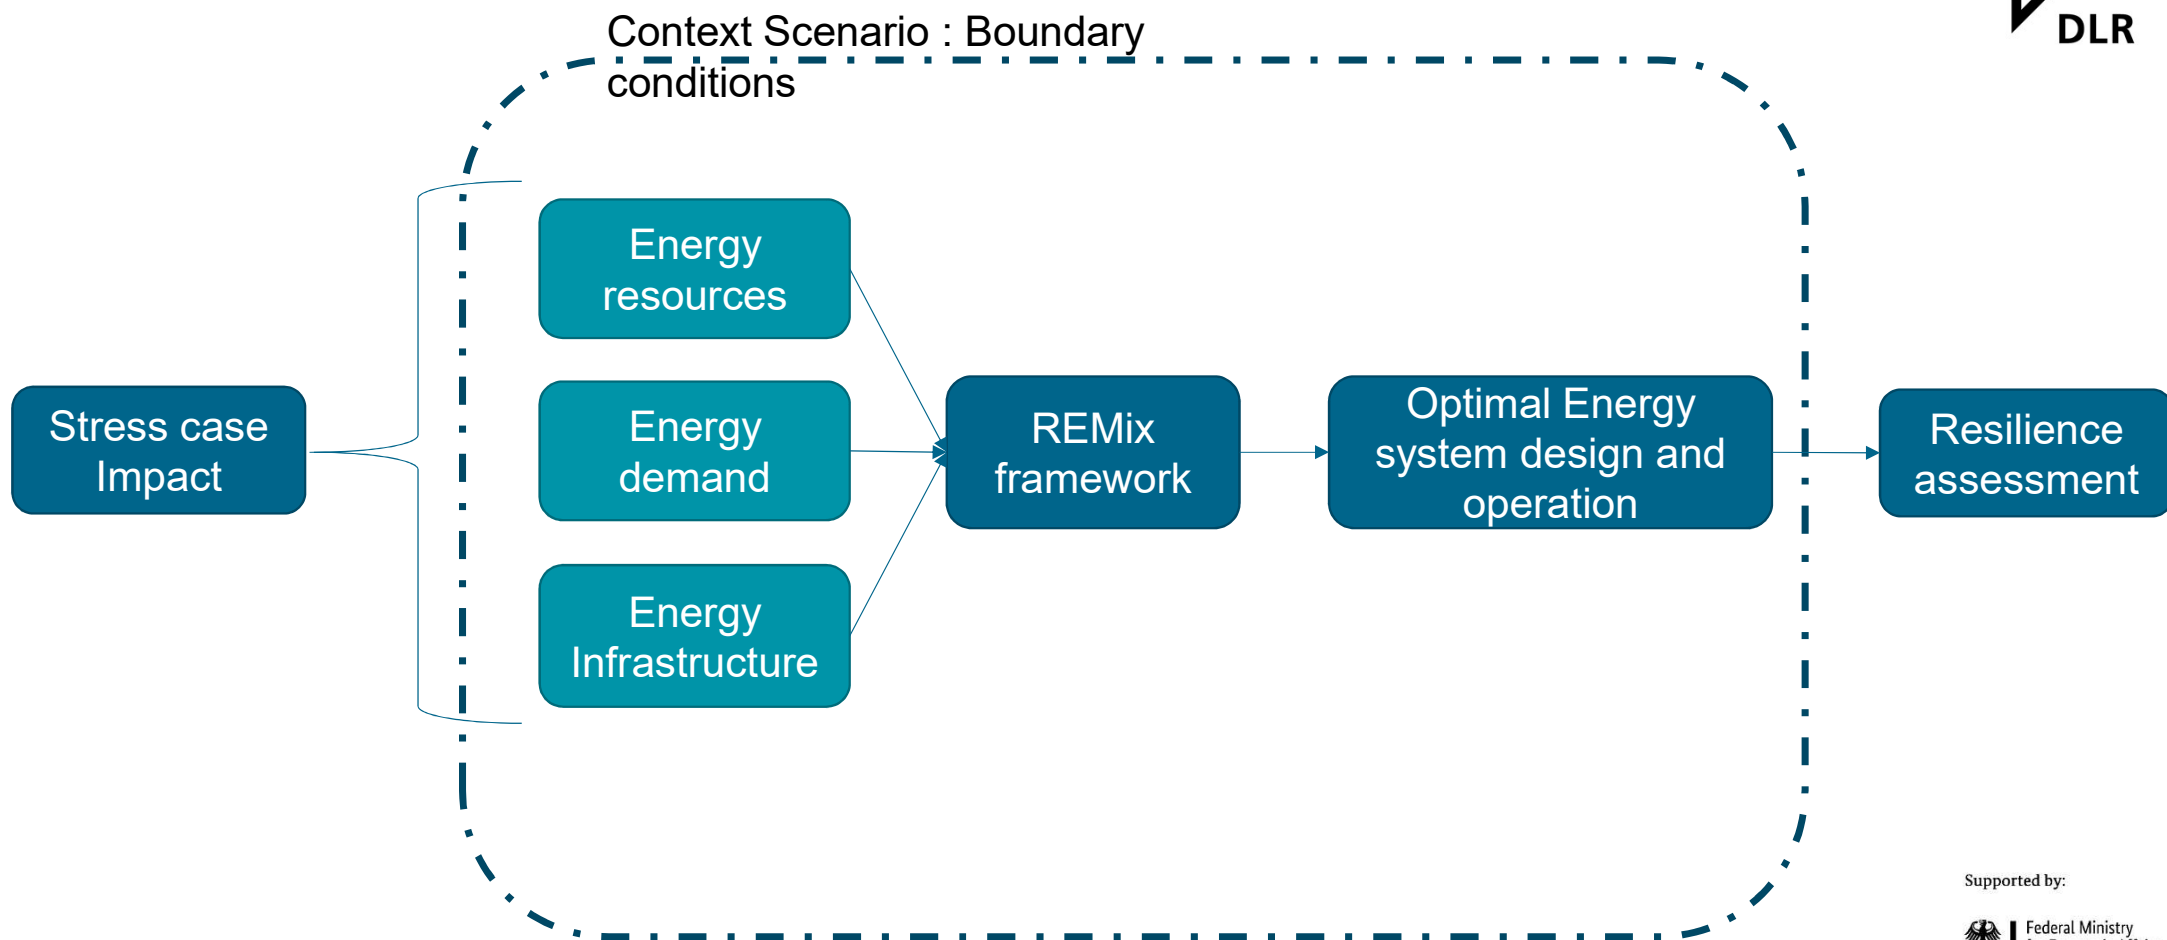 Context Scenario : Boundary
conditions
DLR
Energy
resources
Stress case
Impact
Energy
demand
REMix
framework
Optimal Energy
system design and
operation
Resilience
assessment
Energy
Infrastructure
Supported by:
Federal Ministry